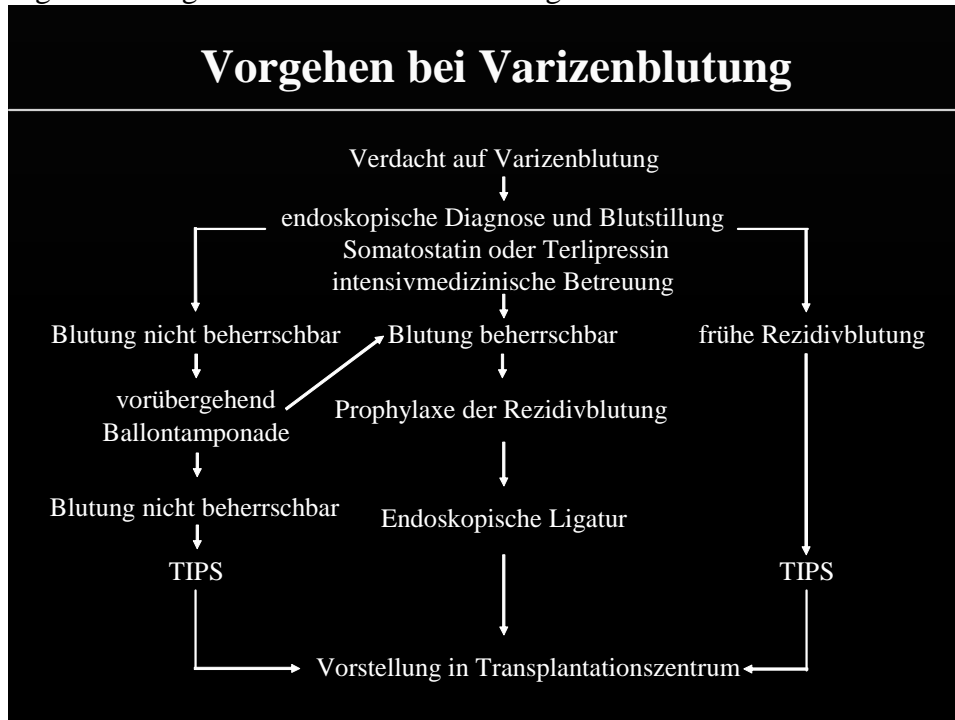 Vorgehen bei Varizenblutung
Verdacht auf Varizenblutung
endoskopische Diagnose und Blutstillung
Somatostatin oder Terlipressin
intensivmedizinische Betreuung
Blutung nicht beherrschbar
Blutung beherrschbar
frühe Rezidivblutung
vorübergehend
Ballontamponade
Prophylaxe der Rezidivblutung
Blutung nicht beherrschbar
Endoskopische Ligatur
TIPS
TIPS
Vorstellung in Transplantationszentrum